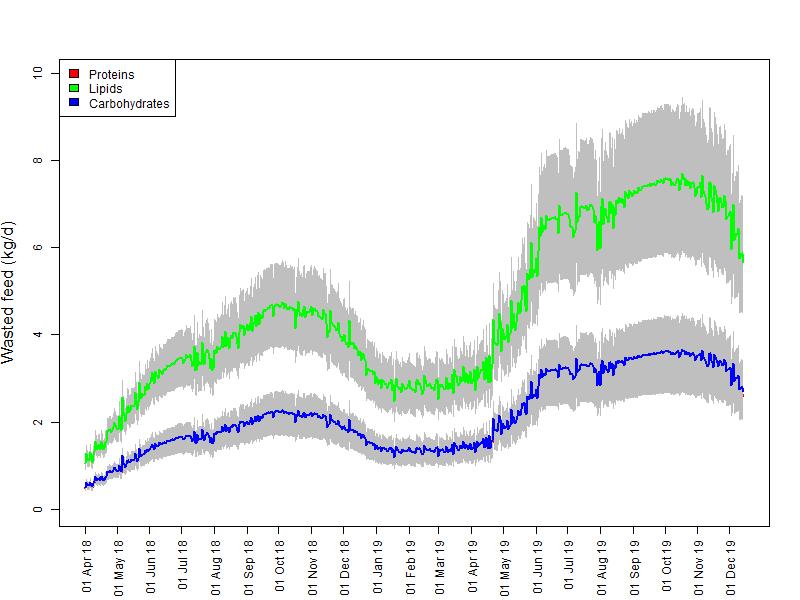 Proteins
Lipids
Carbohydrates
Wasted feed (kg/d)
10
8
6
4
2
0
01 Apr 18
01 May 18
01 Jun 18
01 Jul 18
01 Aug 18
01 Sep 18
01 Oct 18
01 Nov 18
01 Dec 18
01 Jan 19
01 Feb 19
01 Mar 19
01 Apr 19
01 May 19
01 Jun 19
01 Jul 19
01 Aug 19
01 Sep 19
01 Oct 19
01 Nov 19
01 Dec 19